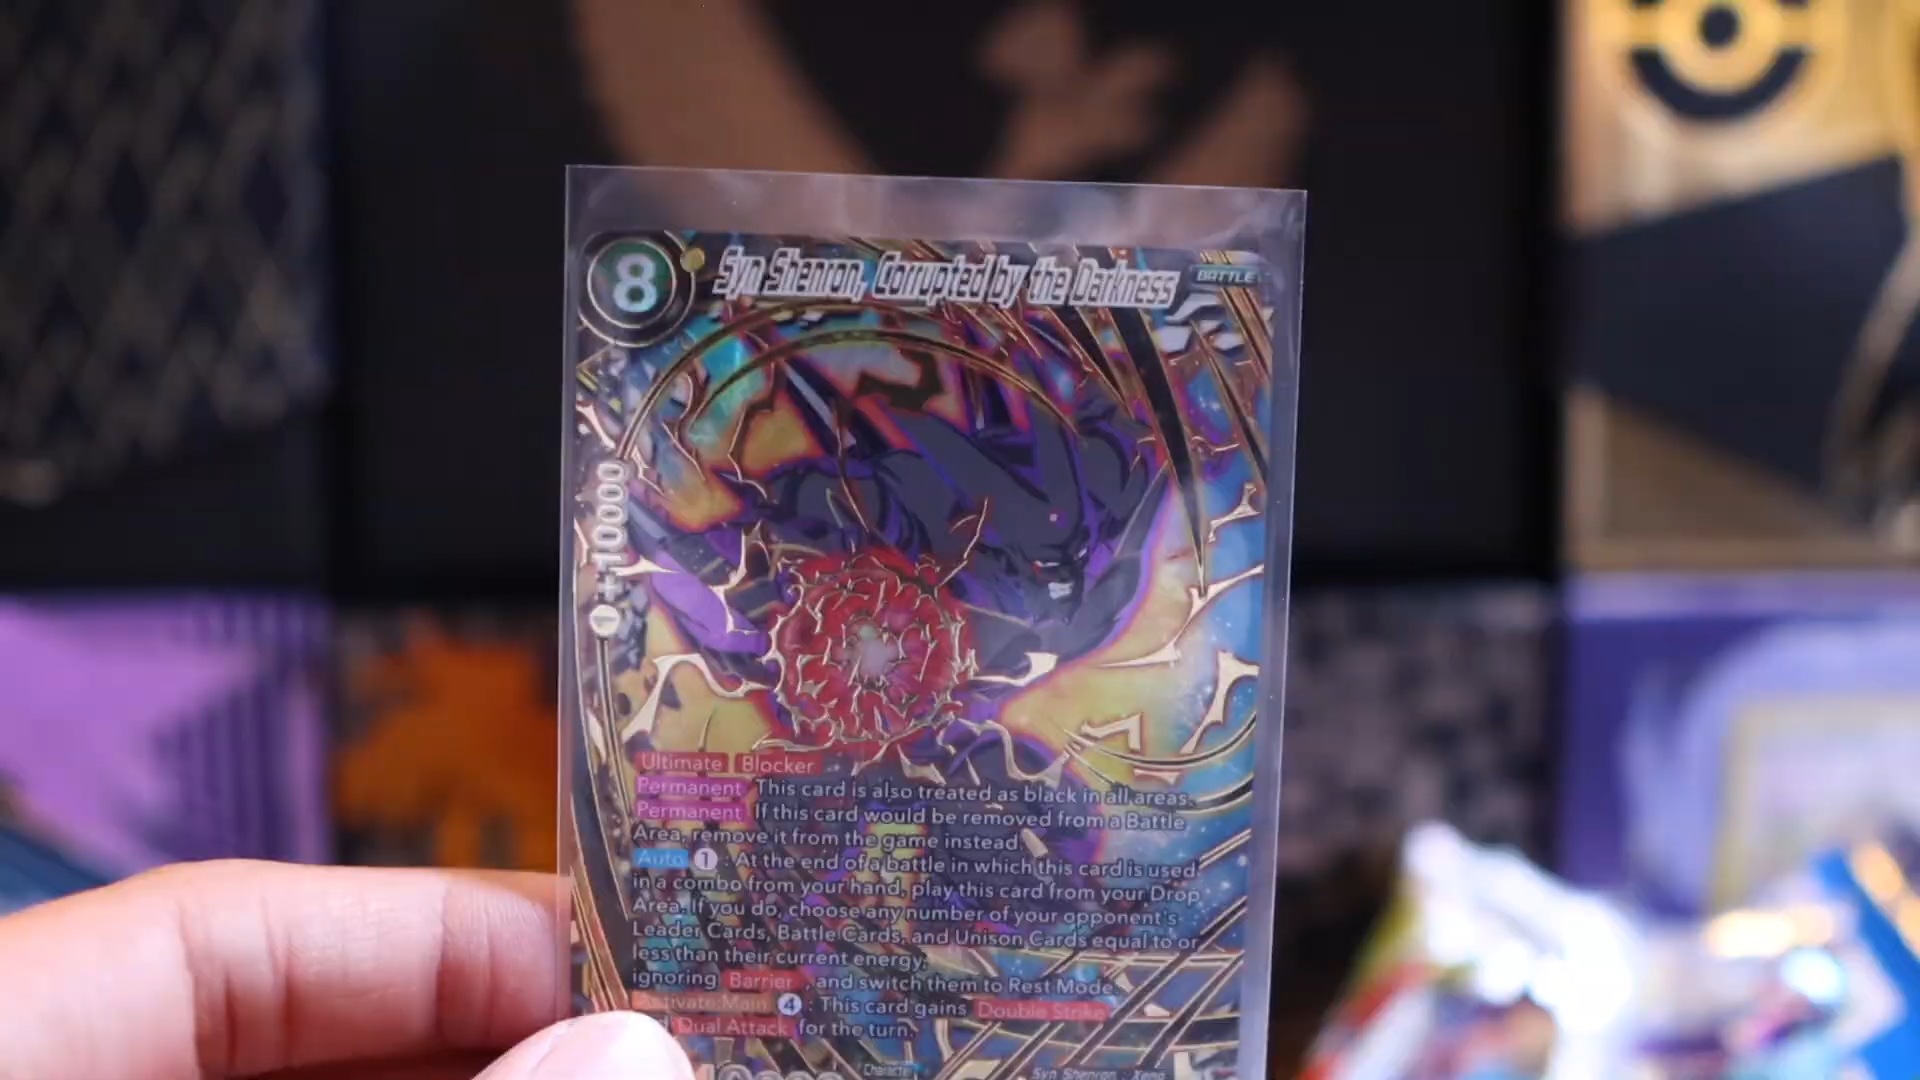 8 Syn Shenron, Corrupted by the Darkness BATTLE
1 +10000
Ultimate Blocker
Permanent This card is also treated as black in all areas.
Permanent If this card would be removed from a Battle
Area, remove it from the game instead.
Auto 1 : At the end of a battle in which this card is used
in a combo from your hand, play this card from your Drop
Area. If you do, choose any number of your opponent's
Leader Cards, Battle Cards, and Unison Cards equal to or
less than their current energy,
ignoring Barrier , and switch them to Rest Mode.
Activate:Main 4 : This card gains Double Strike
Dual Attack for the turn.
Character Syn Shenron : Xeno